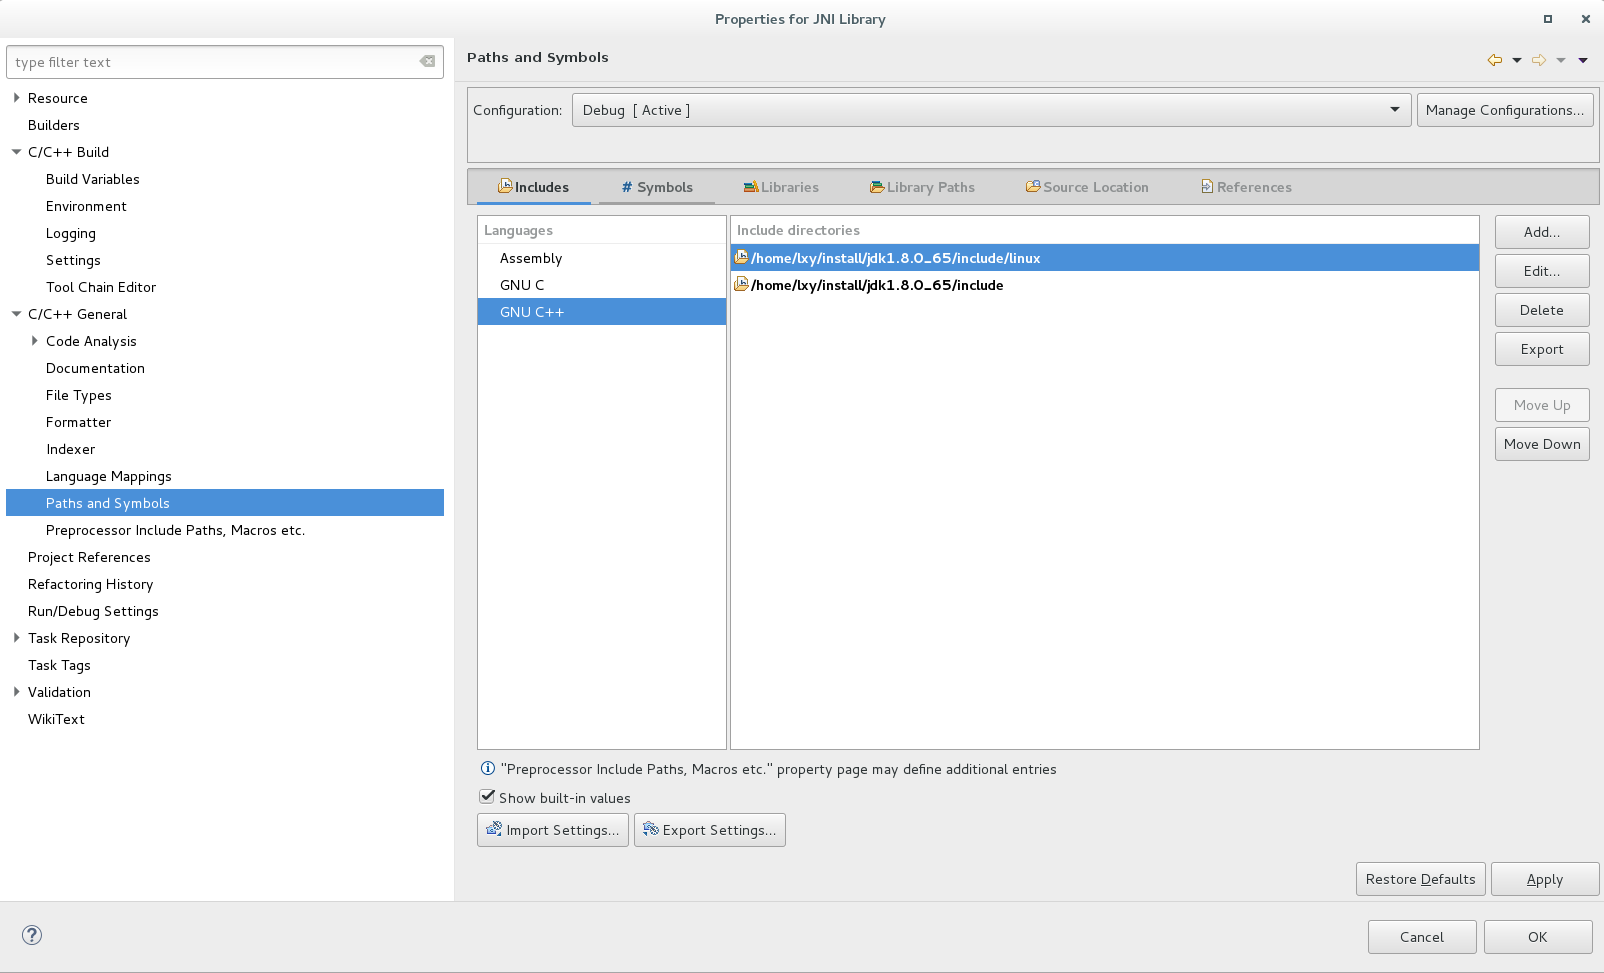 Properties for JNI Library
type filter text
Resource
Builders
C/C++ Build
Build Variables
Environment
Logging
Settings
Tool Chain Editor
C/C++ General
Code Analysis
Documentation
File Types
Formatter
Indexer
Language Mappings
Paths and Symbols
Preprocessor Include Paths, Macros etc.
Project References
Refactoring History
Run/Debug Settings
Task Repository
Task Tags
Validation
WikiText
Paths and Symbols
Configuration: Debug [ Active ] Manage Configurations...
Includes # Symbols Libraries Library Paths Source Location References
Languages
Assembly
GNU C
GNU C++
Include directories
/home/lxy/install/jdk1.8.0_65/include/linux
/home/lxy/install/jdk1.8.0_65/include
Add...
Edit...
Delete
Export
Move Up
Move Down
"Preprocessor Include Paths, Macros etc." property page may define additional entries
Show built-in values
Import Settings... Export Settings...
Restore Defaults Apply
Cancel OK